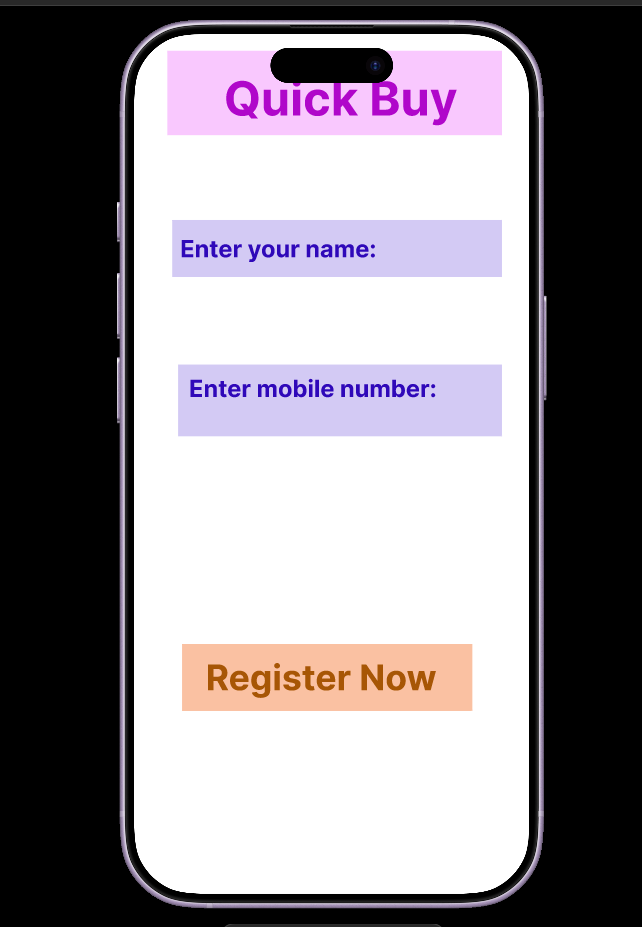 Quick Buy
Enter your name:
Enter mobile number:
Register Now